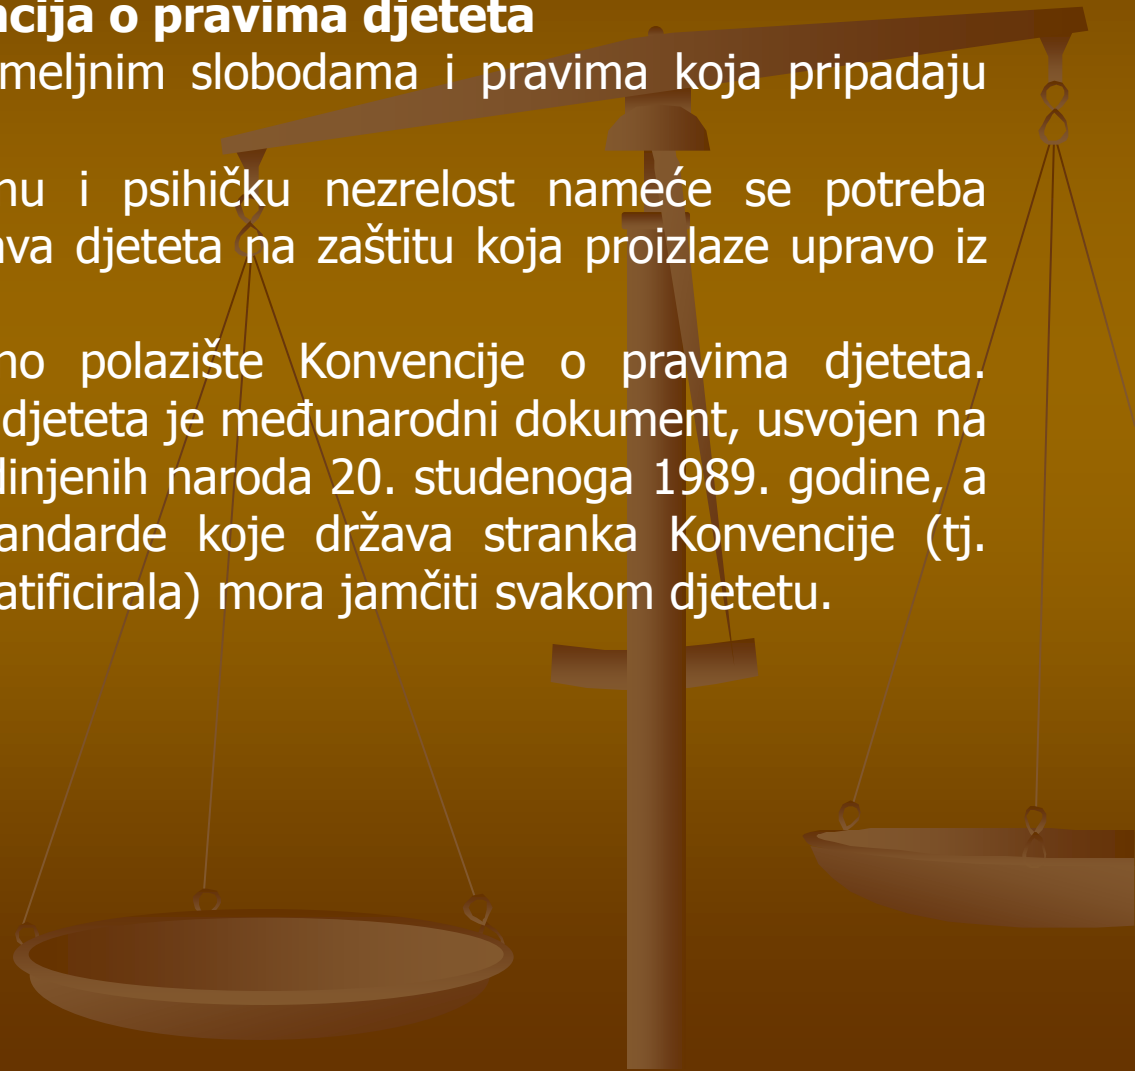 acija o pravima djeteta
meljnim slobodama i pravima koja pripadaju
nu i psihičku nezrelost nameće se potreba
ava djeteta na zaštitu koja proizlaze upravo iz
no polazište Konvencije o pravima djeteta.
djeteta je međunarodni dokument, usvojen na
dinjenih naroda 20. studenoga 1989. godine, a
andarde koje država stranka Konvencije (tj.
atificirala) mora jamčiti svakom djetetu.